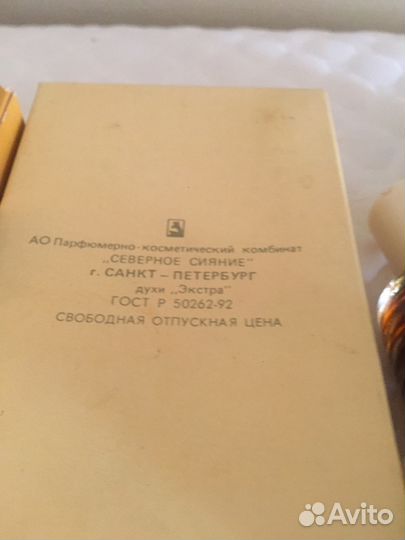 АО Парфюмерно-косметический комбинат
„СЕВЕРНОЕ СИЯНИЕ"
г. САНКТ – ПЕТЕРБУРГ
духи „Экстра"
ГОСТ Р 50262-92
СВОБОДНАЯ ОТПУСКНАЯ ЦЕНА
Avito